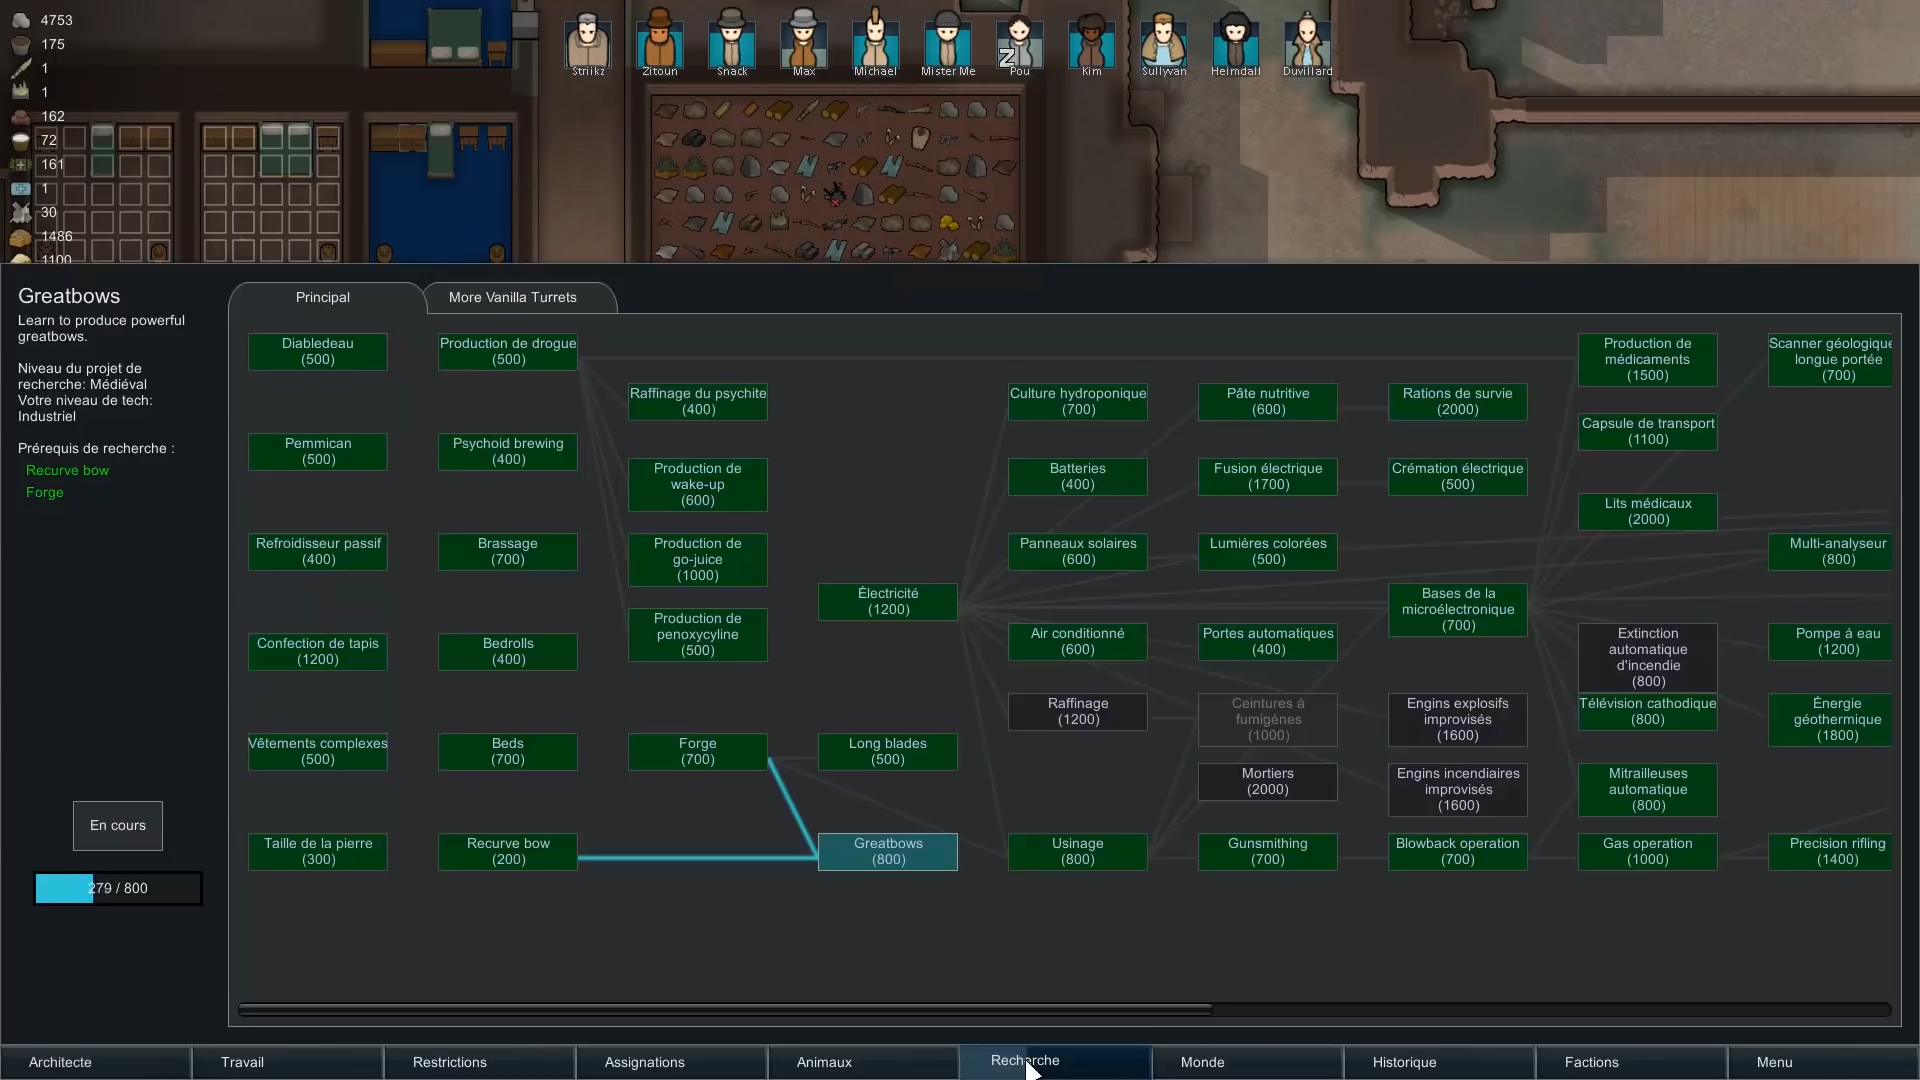 4753
175
1
1
162
72
161
1
30
1486
1100
Striikz
Zitoun
Snack
Max
Michael
Mister Me
Z
Pou
Kim
Sullyvan
Heimdall
Duvillard
Greatbows
Learn to produce powerful
greatbows.
Niveau du projet de
recherche: Médiéval
Votre niveau de tech:
Industriel
Prérequis de recherche :
Recurve bow
Forge
En cours
279 / 800
Principal
More Vanilla Turrets
Diabledeau
(500)
Production de drogue
(500)
Raffinage du psychite
(400)
Culture hydroponique
(700)
Pâte nutritive
(600)
Rations de survie
(2000)
Production de
médicaments
(1500)
Scanner géologique
longue portée
(700)
Capsule de transport
(1100)
Pemmican
(500)
Psychoid brewing
(400)
Production de
wake-up
(600)
Batteries
(400)
Fusion électrique
(1700)
Crémation électrique
(500)
Lits médicaux
(2000)
Refroidisseur passif
(400)
Brassage
(700)
Production de
go-juice
(1000)
Panneaux solaires
(600)
Lumières colorées
(500)
Multi-analyseur
(800)
Électricité
(1200)
Bases de la
microélectronique
(700)
Production de
penoxycyline
(500)
Confection de tapis
(1200)
Bedrolls
(400)
Air conditionné
(600)
Portes automatiques
(400)
Extinction
automatique
d'incendie
(800)
Pompe à eau
(1200)
Raffinage
(1200)
Ceintures à
fumigènes
(1000)
Engins explosifs
improvisés
(1600)
Télévision cathodique
(800)
Énergie
géothermique
(1800)
Vêtements complexes
(500)
Beds
(700)
Forge
(700)
Long blades
(500)
Mortiers
(2000)
Engins incendiaires
improvisés
(1600)
Mitrailleuses
automatique
(800)
Taille de la pierre
(300)
Recurve bow
(200)
Greatbows
(800)
Usinage
(800)
Gunsmithing
(700)
Blowback operation
(700)
Gas operation
(1000)
Precision rifling
(1400)
Architecte
Travail
Restrictions
Assignations
Animaux
Recherche
Monde
Historique
Factions
Menu